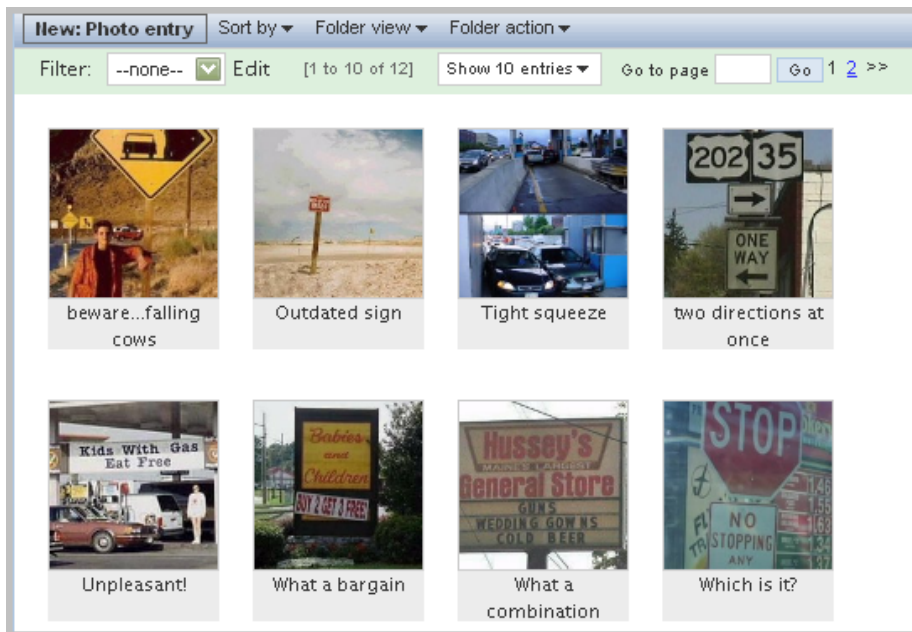 New: Photo entry Sort by Folder view Folder action
Filter: --none-- Edit [1 to 10 of 12] Show 10 entries Go to page Go 1 2 >>
202 35
ONE
WAY
beware...falling
cows
Outdated sign
Tight squeeze
two directions at
once
Kids With Gas
Eat Free
Babies
and
Children
BUY 2 GET 3 FREE!
Hussey's
MAINE'S LARGEST
General Store
GUNS
WEDDING GOWNS
COLD BEER
STOP
NO
STOPPING
ANY
Unpleasant!
What a bargain
What a
combination
Which is it?